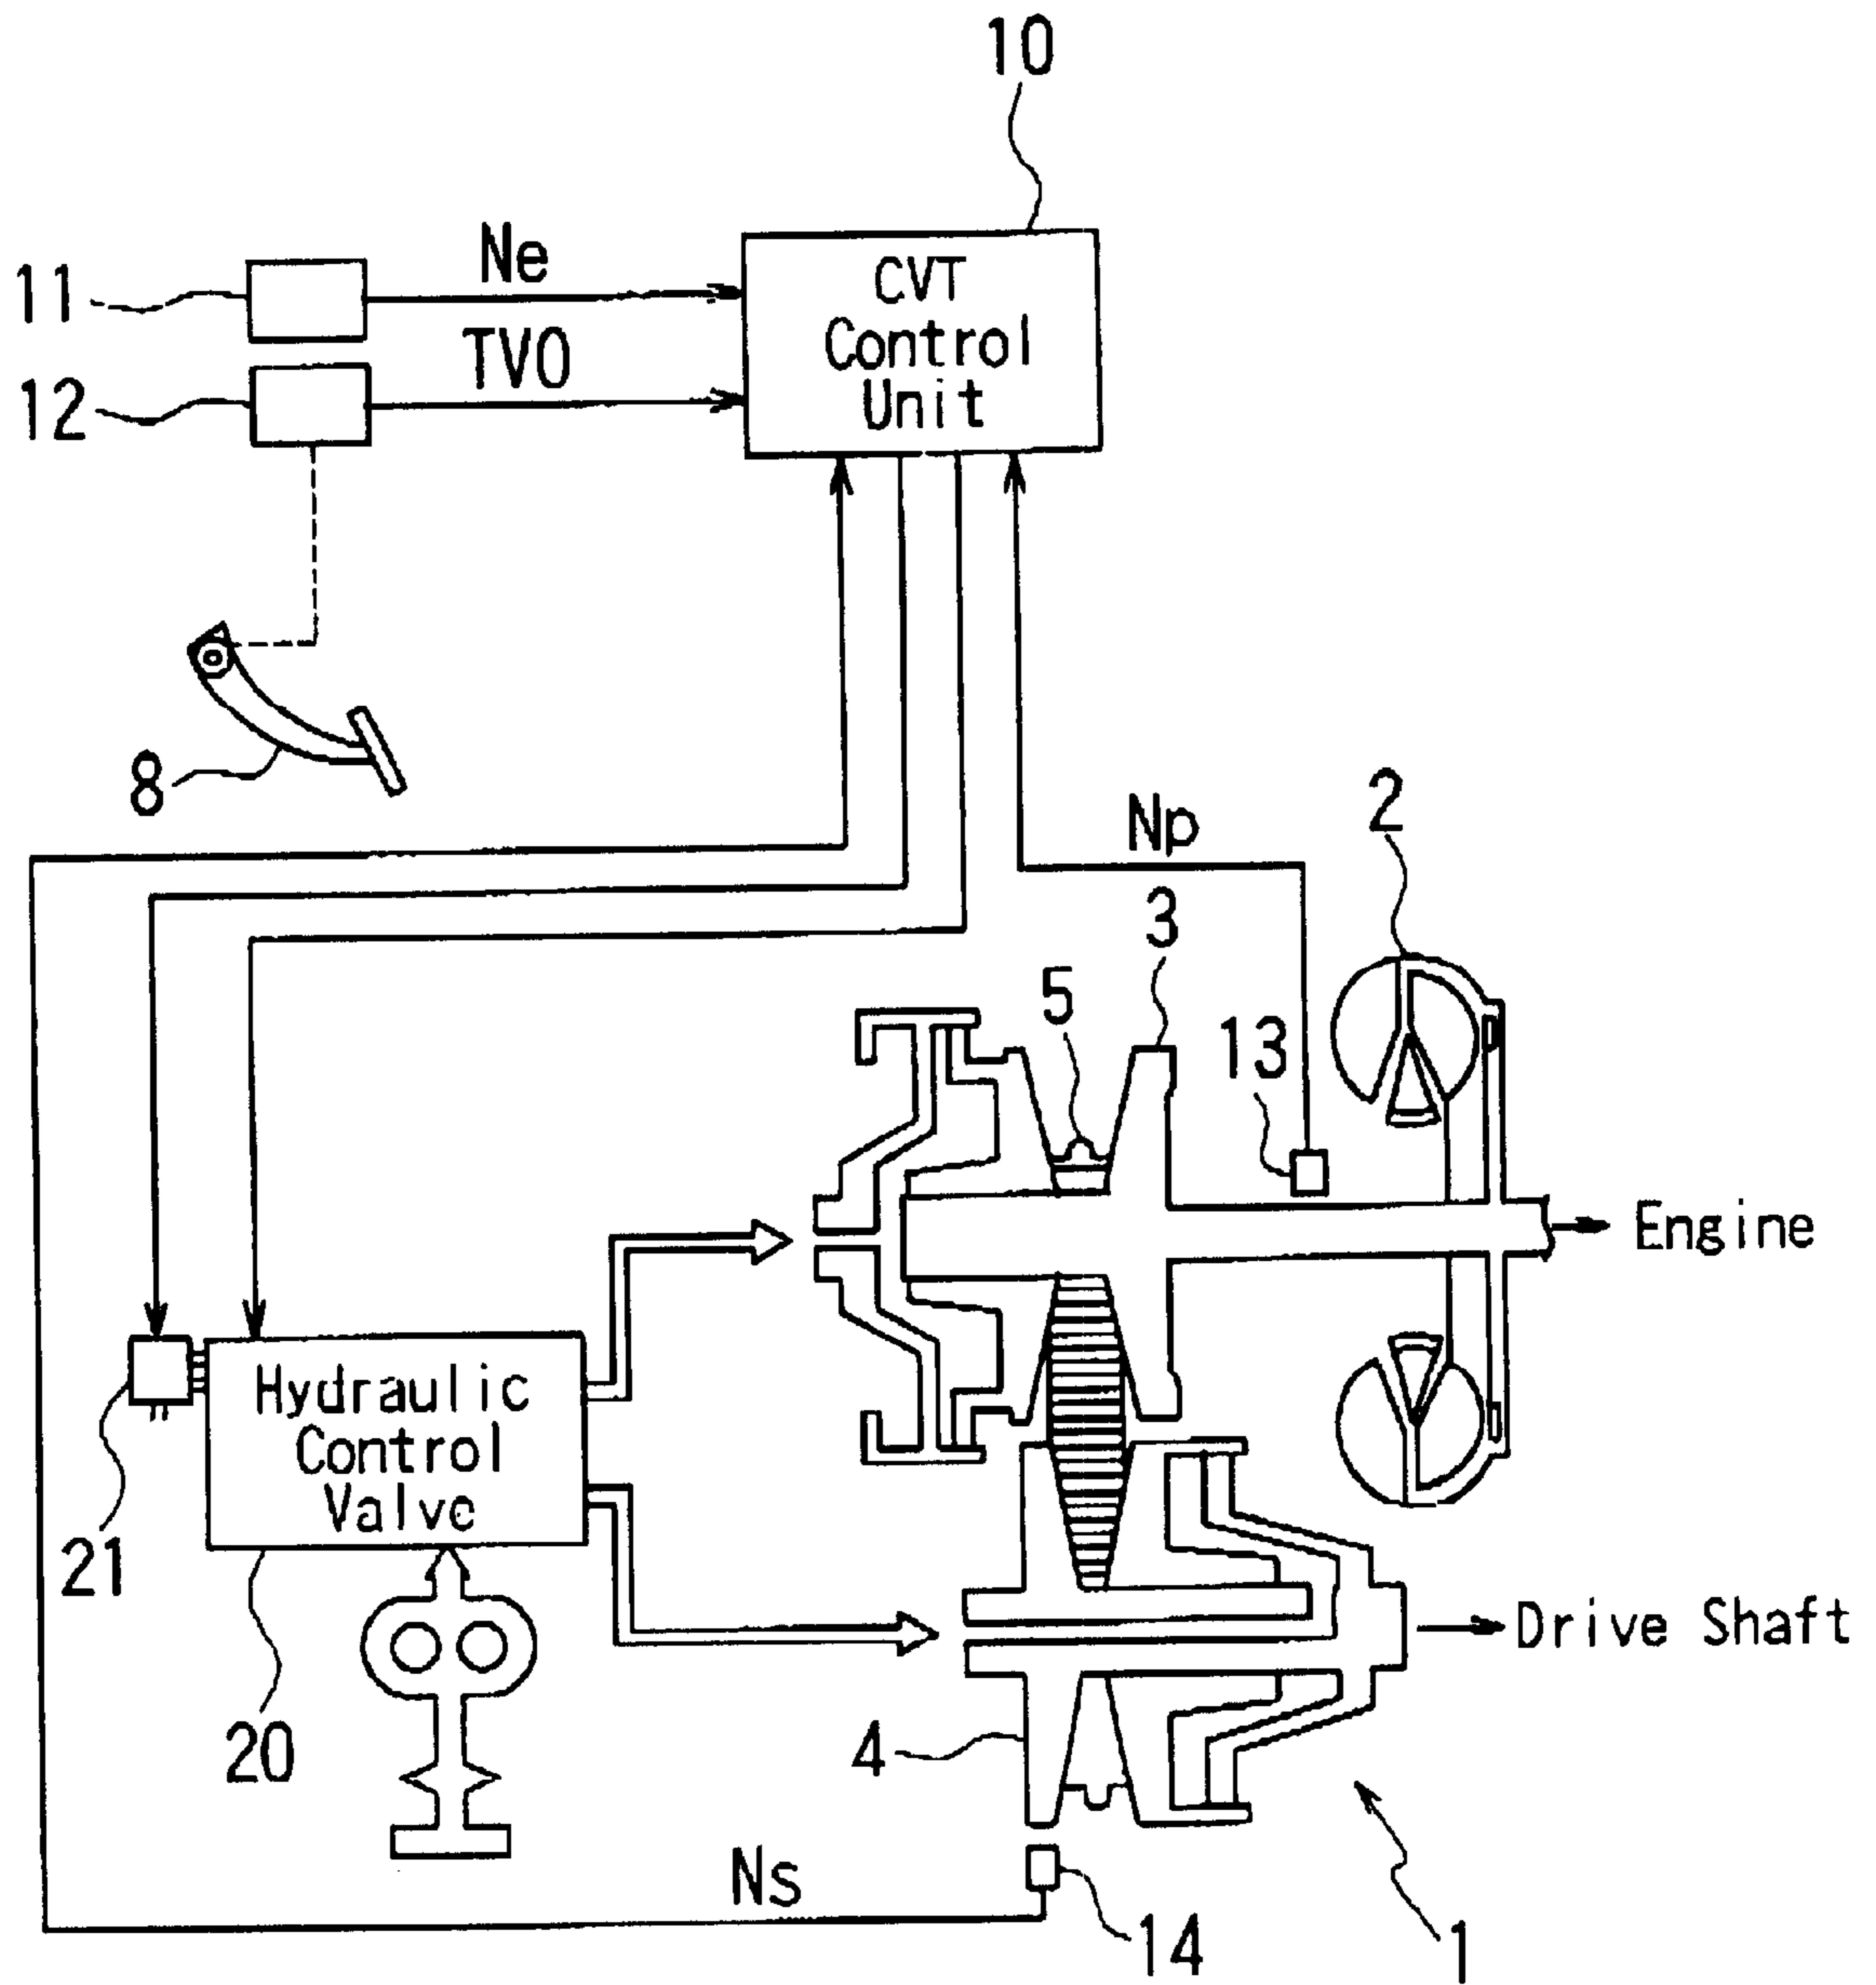 10
Ne
11
CVT
Control
Unit
TVO
12
8
Np
2
3
5
13
Engine
Hydraulic
Control
Valve
21
Drive Shaft
20
4
Ns
14
1